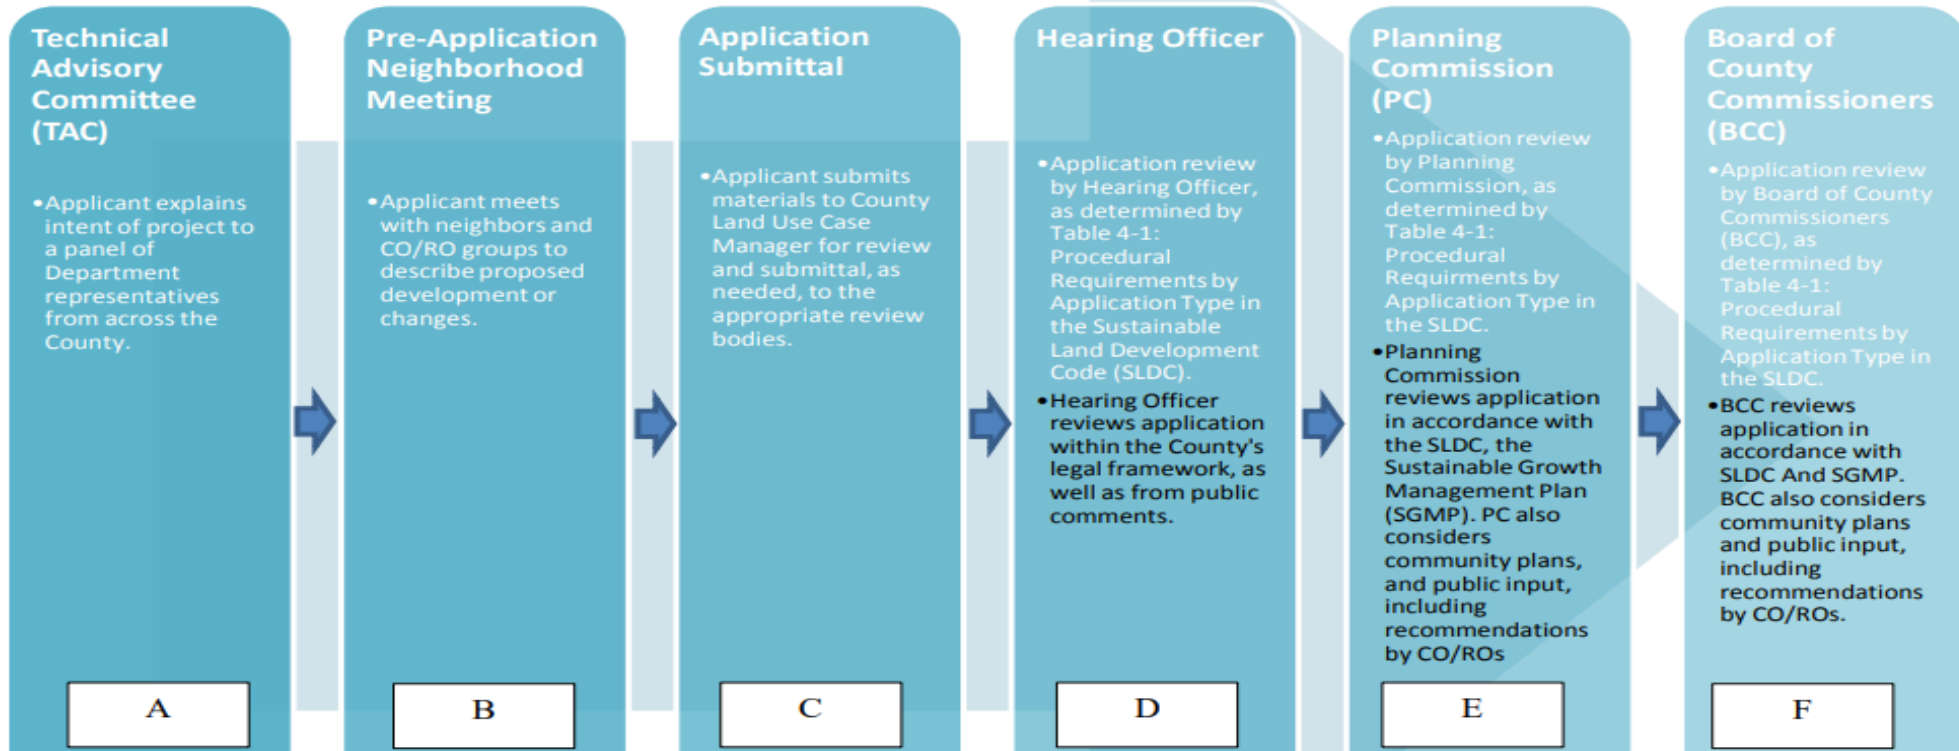 Technical
Advisory
Committee
(TAC)
•Applicant explains
intent of project to
a panel of
Department
representatives
from across the
County.
A
Pre-Application
Neighborhood
Meeting
•Applicant meets
with neighbors and
CO/RO groups to
describe proposed
development or
changes.
B
Application
Submittal
•Applicant submits
materials to County
Land Use Case
Manager for review
and submittal, as
needed, to the
appropriate review
bodies.
C
Hearing Officer
•Application review
by Hearing Officer,
as determined by
Table 4-1:
Procedural
Requirements by
Application Type in
the Sustainable
Land Development
Code (SLDC).
•Hearing Officer
reviews application
within the County's
legal framework, as
well as from public
comments.
D
Planning
Commission
(PC)
•Application review
by Planning
Commission, as
determined by
Table 4-1:
Procedural
Requirments by
Application Type in
the SLDC.
•Planning
Commission
reviews application
in accordance with
the SLDC, the
Sustainable Growth
Management Plan
(SGMP). PC also
considers
community plans,
and public input,
including
recommendations
by CO/ROs
E
Board of
County
Commissioners
(BCC)
•Application review
by Board of County
Commissioners
(BCC), as
determined by
Table 4-1:
Procedural
Requirements by
Application Type in
the SLDC.
•BCC reviews
application in
accordance with
SLDC And SGMP.
BCC also considers
community plans
and public input,
including
recommendations
by CO/ROs.
F